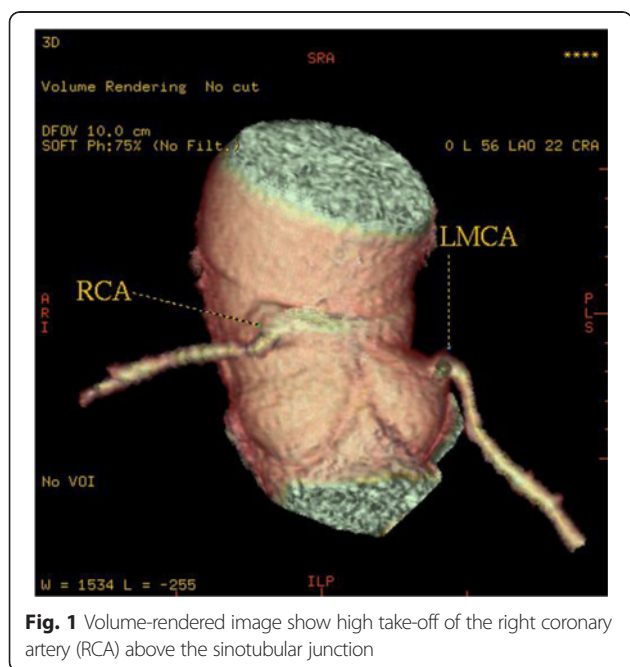 3D
SRA
****
Volume Rendering No cut
DFOV 10.0 cm
SOFT Ph:75% (No Filt.)
0 L 56 LAO 22 CRA
LMCA
RCA
A
R
I
P
L
S
No VOI
W = 1534 L = -255
ILP
Fig. 1 Volume-rendered image show high take-off of the right coronary
artery (RCA) above the sinotubular junction